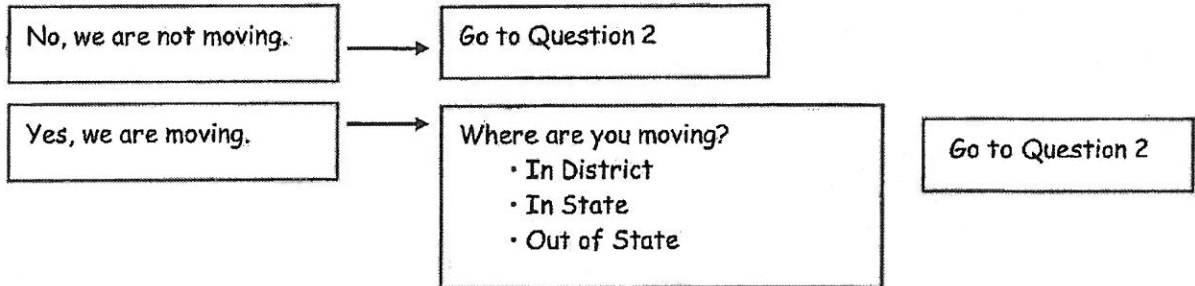 No, we are not moving.
Go to Question 2
Yes, we are moving.
Where are you moving?
· In District
· In State
· Out of State
Go to Question 2